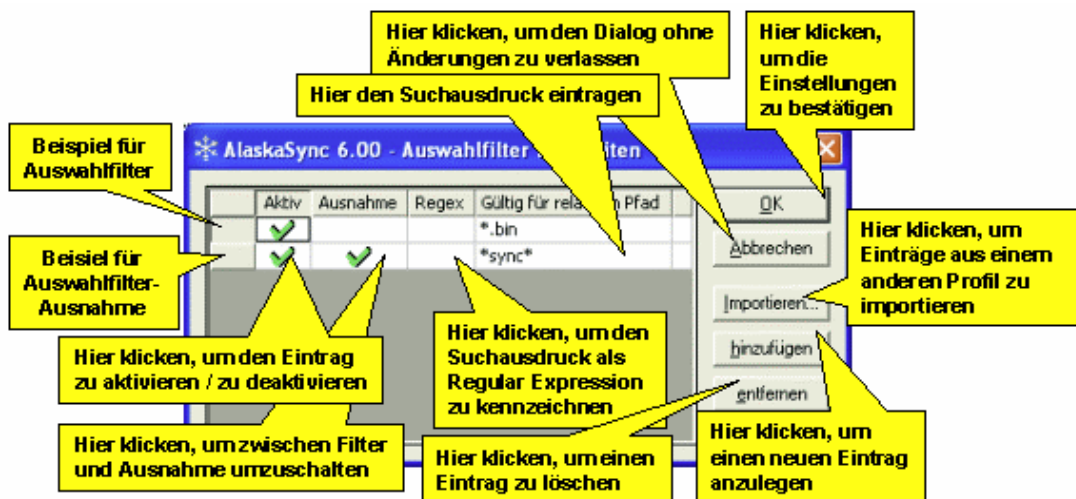 Hier klicken, um den Dialog ohne
Änderungen zu verlassen
Hier klicken,
um die
Einstellungen
zu bestätigen
Hier den Suchausdruck eintragen
Beispiel für
Auswahlfilter
AlaskaSync 6.00 - Auswahlfilter
iten
Aktiv Ausnahme Regex Gültig für rela Pfad
*.bin
*sync*
OK
Abbrechen
Importieren...
hinzufügen
entfernen
Beisiel für
Auswahlfilter-
Ausnahme
Hier klicken, um
Einträge aus einem
anderen Profil zu
importieren
Hier klicken, um den Eintrag
zu aktivieren / zu deaktivieren
Hier klicken, um den
Suchausdruck als
Regular Expression
zu kennzeichnen
Hier klicken, um zwischen Filter
und Ausnahme umzuschalten
Hier klicken, um einen
Eintrag zu löschen
Hier klicken, um
einen neuen Eintrag
anzulegen